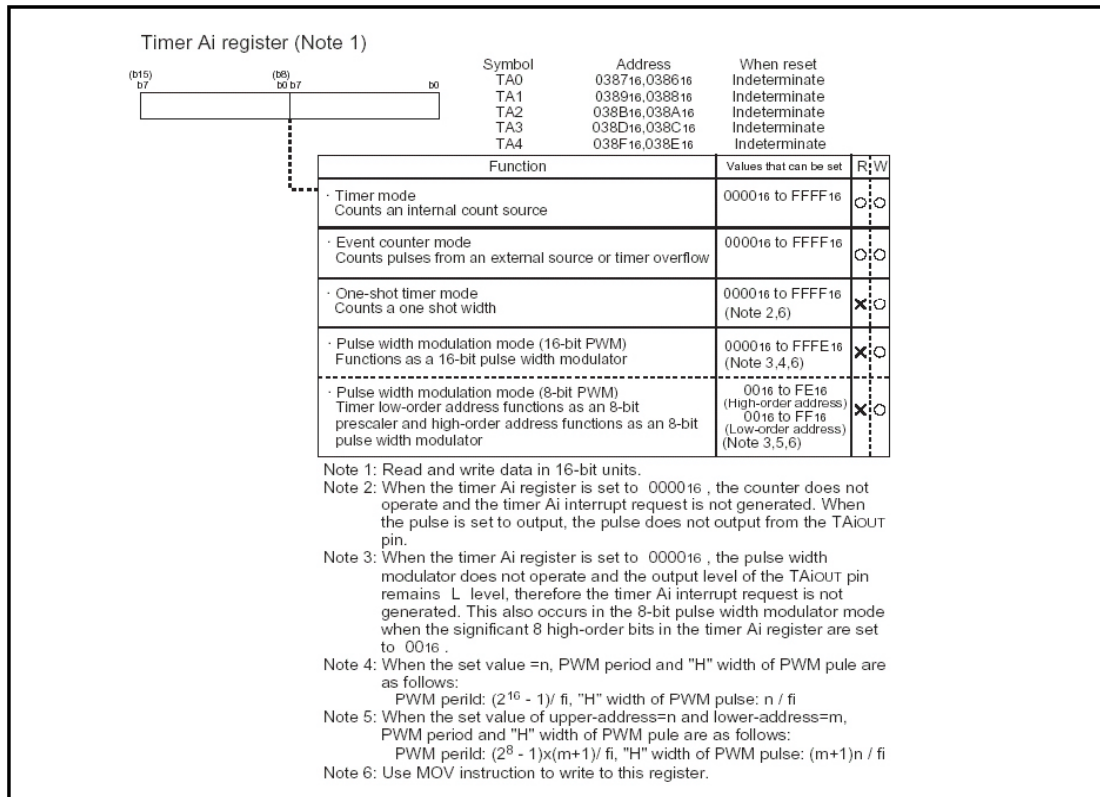 Timer Ai register (Note 1)
(b15) (b8)
b7 b0 b7 b0
Symbol Address When reset
TA0 038716,038616 Indeterminate
TA1 038916,038816 Indeterminate
TA2 038B16,038A16 Indeterminate
TA3 038D16,038C16 Indeterminate
TA4 038F16,038E16 Indeterminate
Function Values that can be set R W
· Timer mode 000016 to FFFF16
Counts an internal count source
· Event counter mode 000016 to FFFF16
Counts pulses from an external source or timer overflow
· One-shot timer mode 000016 to FFFF16
Counts a one shot width (Note 2,6)
· Pulse width modulation mode (16-bit PWM) 000016 to FFFE16
Functions as a 16-bit pulse width modulator (Note 3,4,6)
· Pulse width modulation mode (8-bit PWM) 0016 to FE16
Timer low-order address functions as an 8-bit (High-order address)
prescaler and high-order address functions as an 8-bit 0016 to FF16
pulse width modulator (Low-order address)
(Note 3,5,6)
Note 1: Read and write data in 16-bit units.
Note 2: When the timer Ai register is set to 000016 , the counter does not
operate and the timer Ai interrupt request is not generated. When
the pulse is set to output, the pulse does not output from the TAiOUT
pin.
Note 3: When the timer Ai register is set to 000016 , the pulse width
modulator does not operate and the output level of the TAiOUT pin
remains L level, therefore the timer Ai interrupt request is not
generated. This also occurs in the 8-bit pulse width modulator mode
when the significant 8 high-order bits in the timer Ai register are set
to 0016 .
Note 4: When the set value =n, PWM period and "H" width of PWM pule are
as follows:
PWM perild: (2^16 - 1)/ fi, "H" width of PWM pulse: n / fi
Note 5: When the set value of upper-address=n and lower-address=m,
PWM period and "H" width of PWM pule are as follows:
PWM perild: (2^8 - 1)x(m+1)/ fi, "H" width of PWM pulse: (m+1)n / fi
Note 6: Use MOV instruction to write to this register.